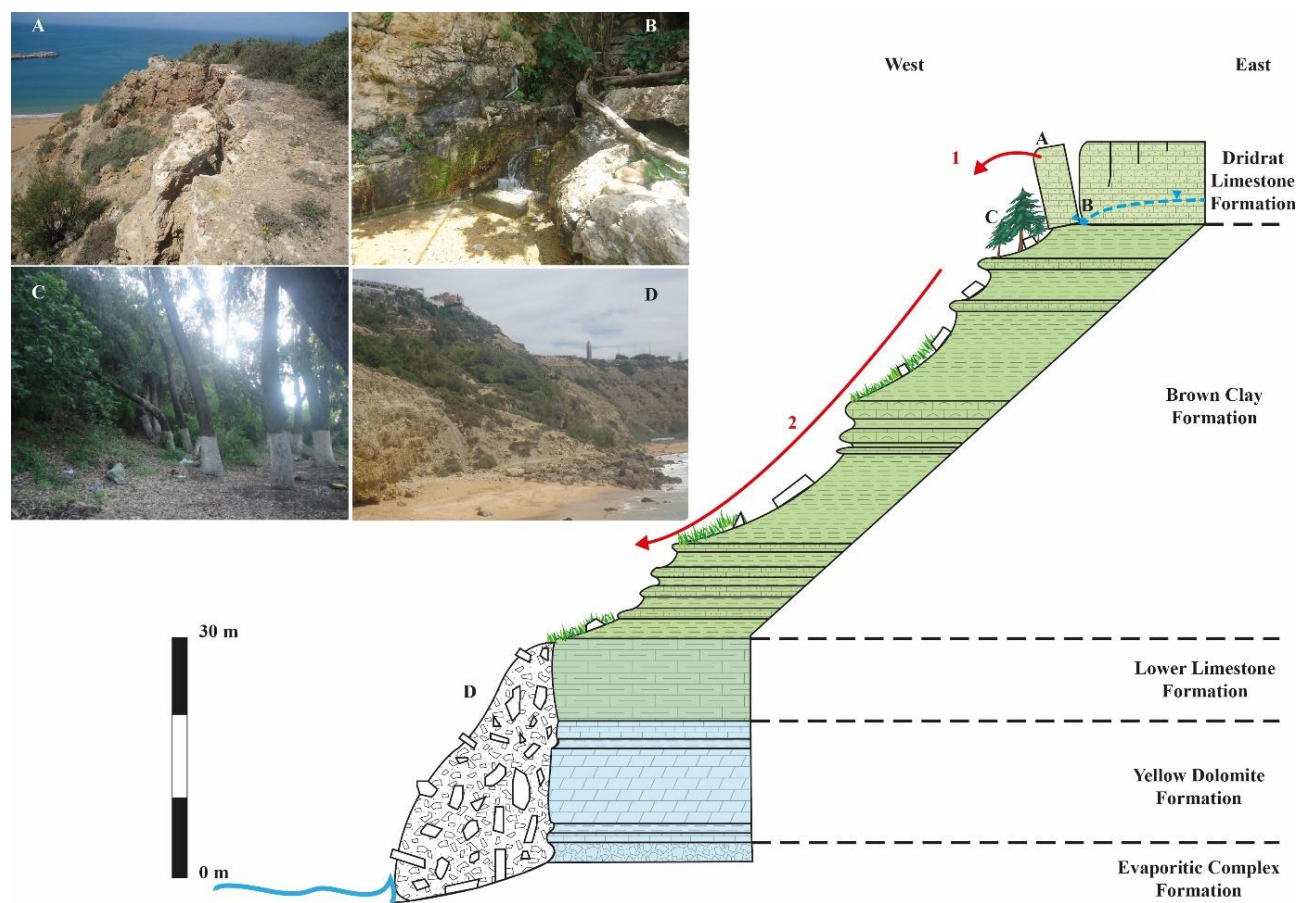 A
B
C
D
West
East
1
A
B
C
Dridrat
Limestone
Formation
2
Brown Clay
Formation
30 m
D
Lower Limestone
Formation
Yellow Dolomite
Formation
0 m
Evaporitic Complex
Formation